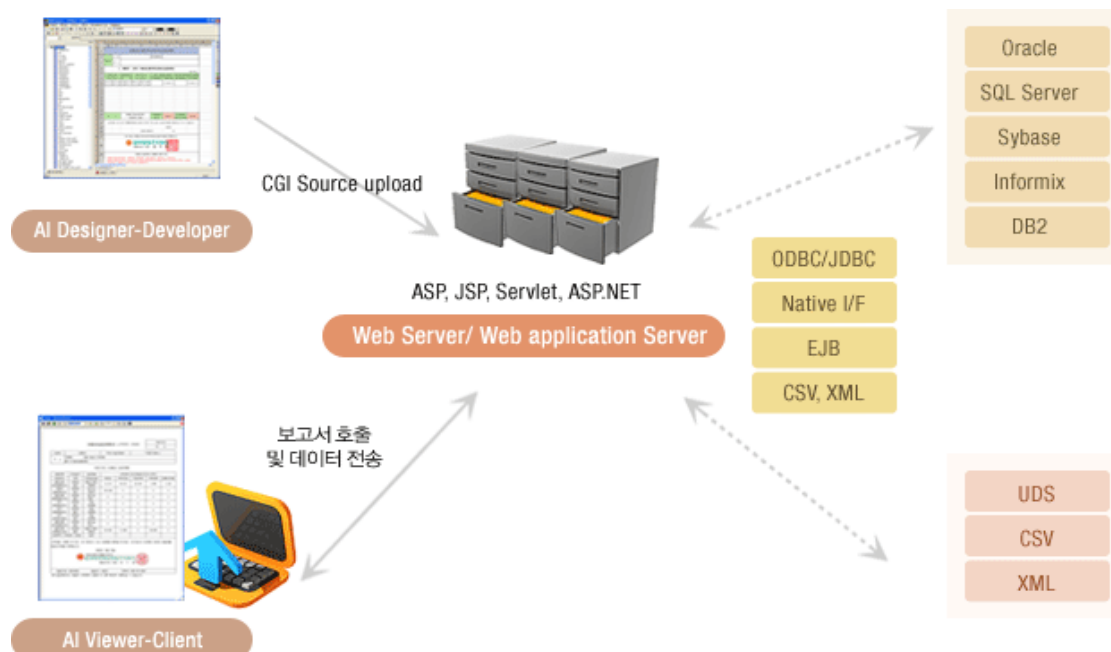 CGI Source upload
AI Designer-Developer
ASP, JSP, Servlet, ASP.NET
Web Server/ Web application Server
보고서 호출
및 데이터 전송
AI Viewer-Client
ODBC/JDBC
Native I/F
EJB
CSV, XML
Oracle
SQL Server
Sybase
Informix
DB2
UDS
CSV
XML